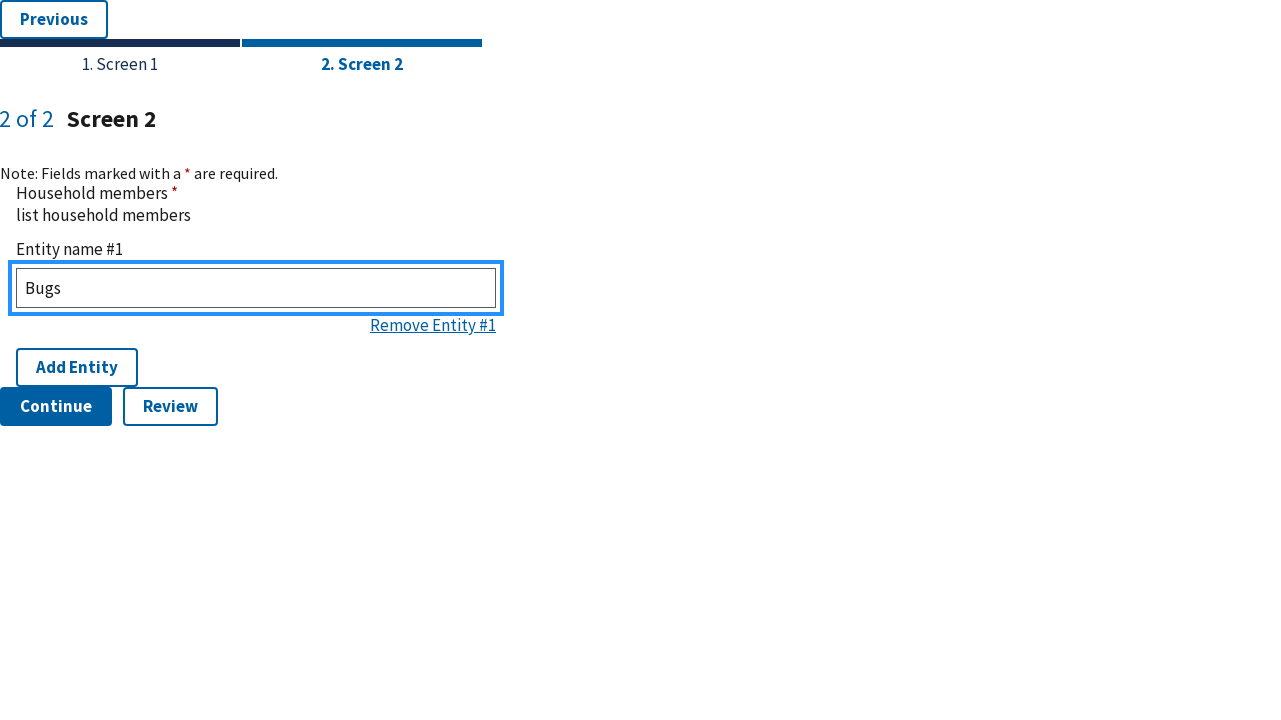 Previous
1. Screen 1
2. Screen 2
2 of 2 Screen 2
Note: Fields marked with a * are required.
Household members *
list household members
Entity name #1
Bugs
Remove Entity #1
Add Entity
Continue
Review